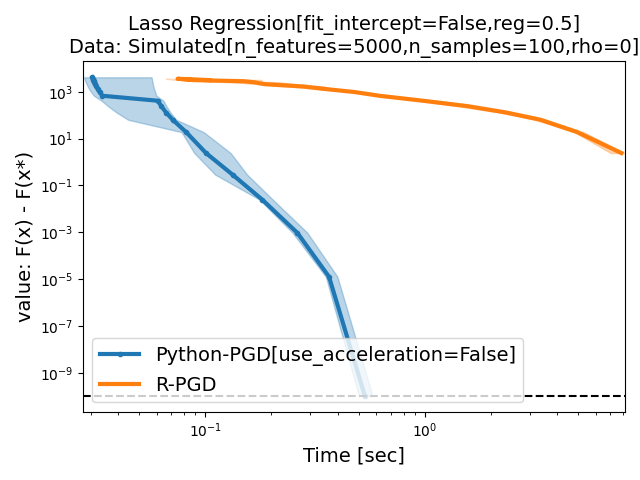 Lasso Regression[fit_intercept=False,reg=0.5]
Data: Simulated[n_features=5000,n_samples=100,rho=0]
value: F(x) - F(x*)
10³
10¹
10⁻¹
10⁻³
10⁻⁵
10⁻⁷
10⁻⁹
Python-PGD[use_acceleration=False]
R-PGD
10⁻¹ 10⁰
Time [sec]